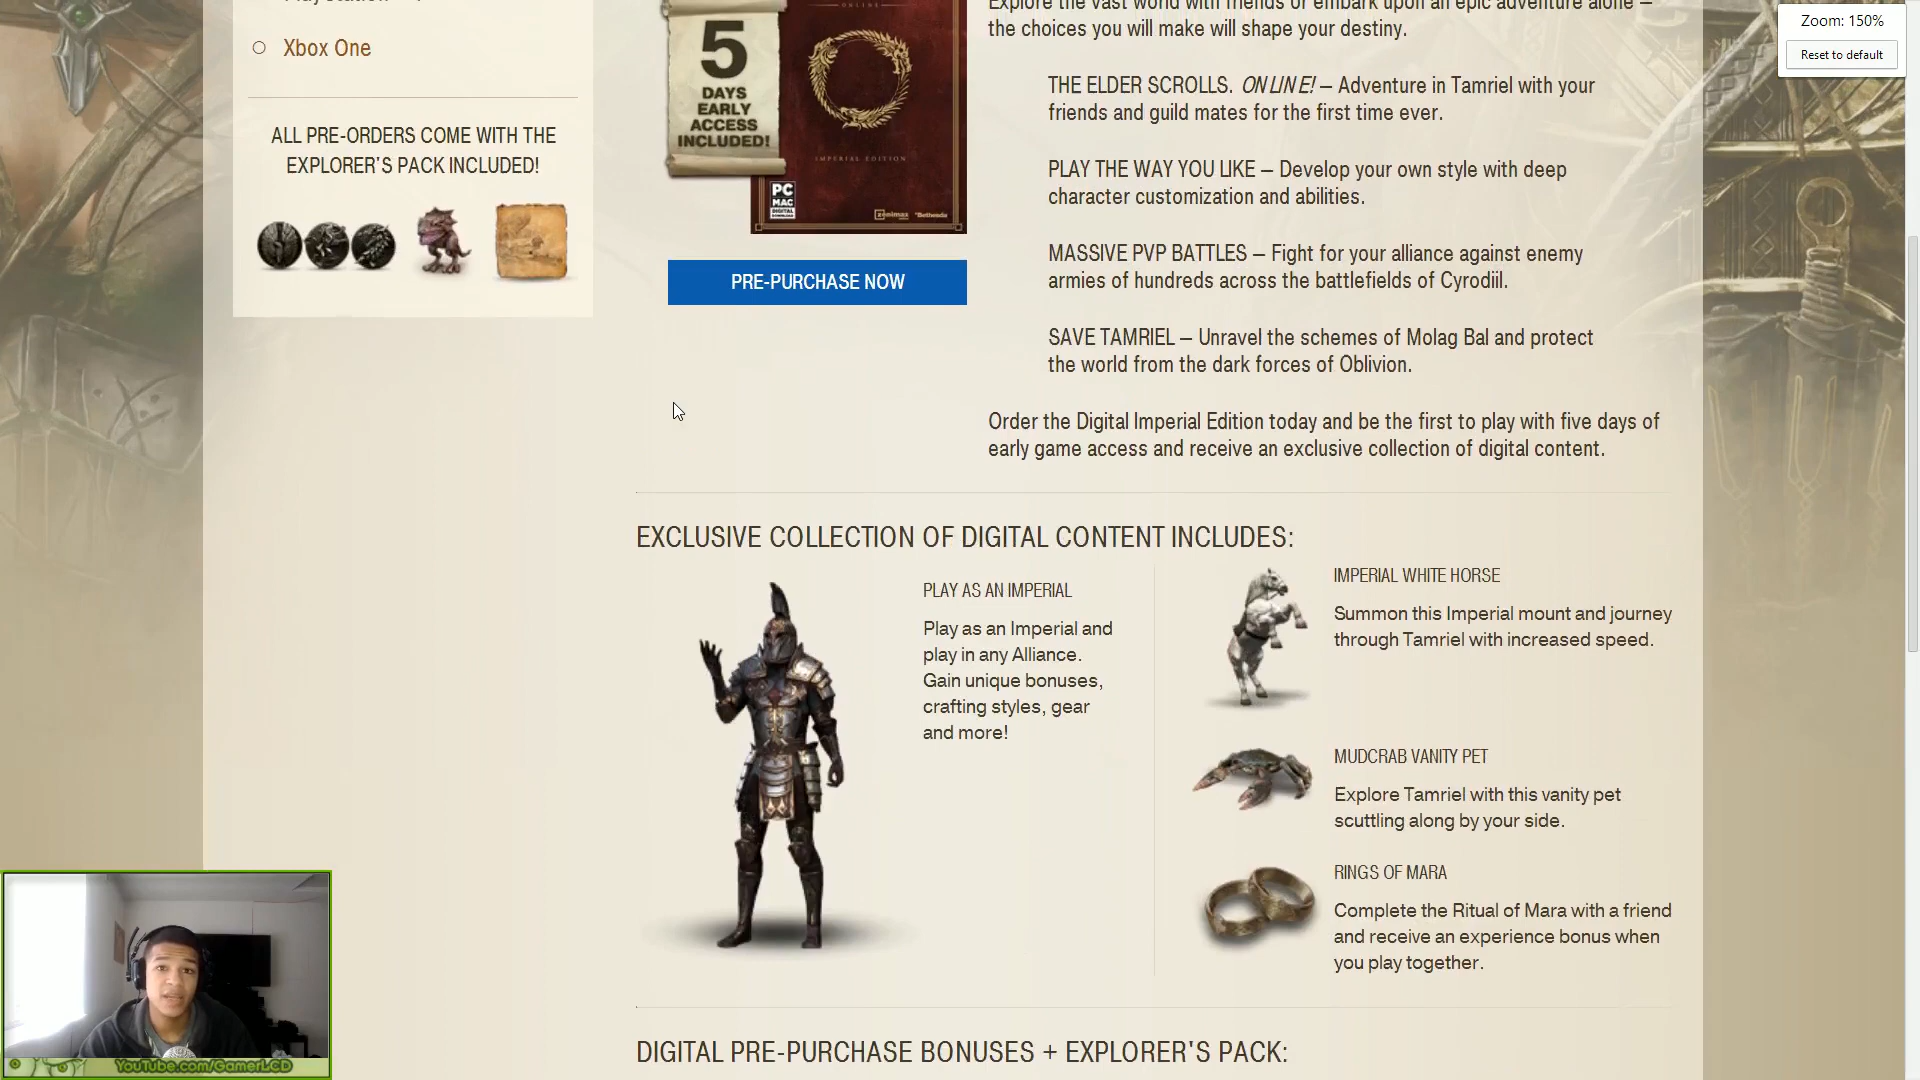 PlayStation® 4
Xbox One
ALL PRE-ORDERS COME WITH THE
EXPLORER'S PACK INCLUDED!
ONLINE
5
DAYS
EARLY
ACCESS
INCLUDED!
IMPERIAL EDITION
PC
MAC
DIGITAL
DOWNLOAD
Zenimax
Bethesda
PRE-PURCHASE NOW
Explore the vast world with friends or embark upon an epic adventure alone –
the choices you will make will shape your destiny.
THE ELDER SCROLLS. ONLINE! – Adventure in Tamriel with your
friends and guild mates for the first time ever.
PLAY THE WAY YOU LIKE – Develop your own style with deep
character customization and abilities.
MASSIVE PVP BATTLES – Fight for your alliance against enemy
armies of hundreds across the battlefields of Cyrodiil.
SAVE TAMRIEL – Unravel the schemes of Molag Bal and protect
the world from the dark forces of Oblivion.
Order the Digital Imperial Edition today and be the first to play with five days of
early game access and receive an exclusive collection of digital content.
Zoom: 150%
Reset to default
EXCLUSIVE COLLECTION OF DIGITAL CONTENT INCLUDES:
PLAY AS AN IMPERIAL
Play as an Imperial and
play in any Alliance.
Gain unique bonuses,
crafting styles, gear
and more!
IMPERIAL WHITE HORSE
Summon this Imperial mount and journey
through Tamriel with increased speed.
MUDCRAB VANITY PET
Explore Tamriel with this vanity pet
scuttling along by your side.
RINGS OF MARA
Complete the Ritual of Mara with a friend
and receive an experience bonus when
you play together.
DIGITAL PRE-PURCHASE BONUSES + EXPLORER'S PACK:
YouTube.com/GamerLCD